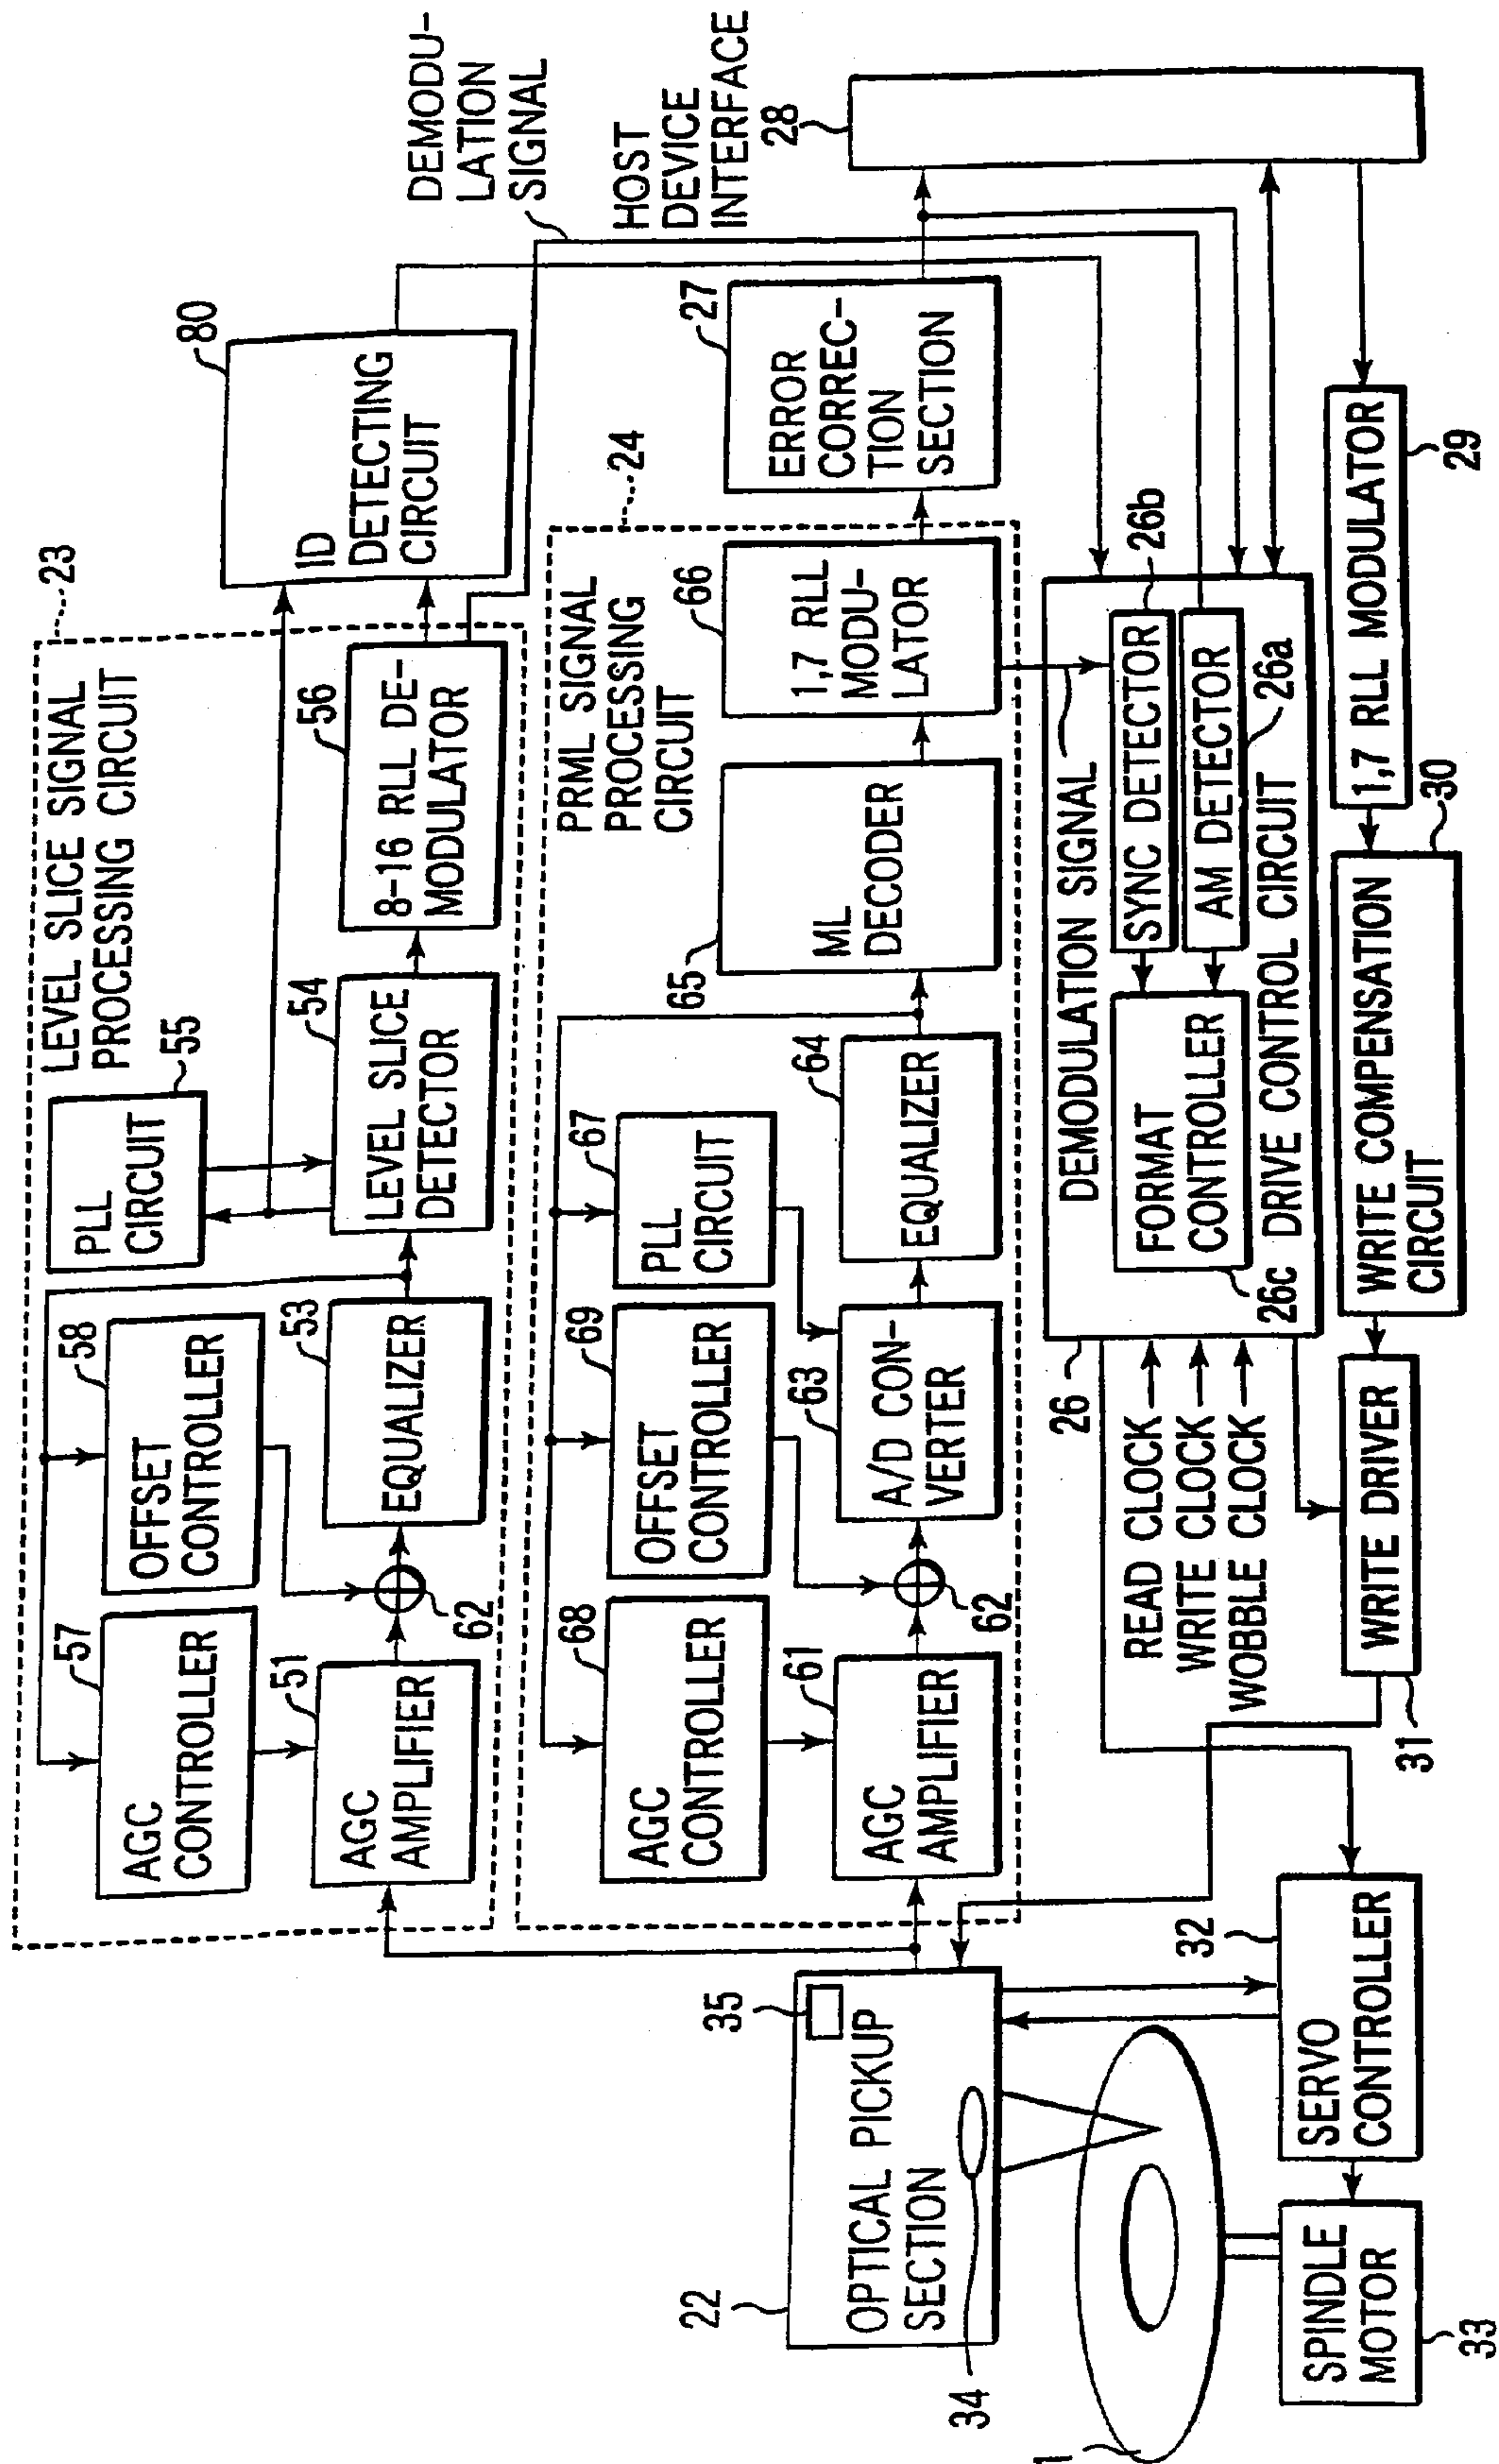 LEVEL SLICE SIGNAL
PROCESSING CIRCUIT
23
57
AGC
CONTROLLER
58
OFFSET
CONTROLLER
PLL
CIRCUIT
55
51
AGC
AMPLIFIER
62
53
EQUALIZER
54
LEVEL SLICE
DETECTOR
56
8-16 RLL DE-
MODULATOR
80
ID
DETECTING
CIRCUIT
DEMODU-
LATION
SIGNAL
PRML SIGNAL
PROCESSING
CIRCUIT
24
68
AGC
CONTROLLER
69
OFFSET
CONTROLLER
67
PLL
CIRCUIT
61
AGC
AMPLIFIER
62
63
A/D CON-
VERTER
64
EQUALIZER
65
ML
DECODER
66
1,7 RLL
MODU-
LATOR
27
ERROR
CORREC-
TION
SECTION
HOST
DEVICE
INTERFACE
28
22
35
OPTICAL PICKUP
SECTION
34
1
DEMODULATION SIGNAL
26
READ CLOCK
WRITE CLOCK
WOBBLE CLOCK
FORMAT
CONTROLLER
26c
SYNC DETECTOR
26b
AM DETECTOR
26a
DRIVE CONTROL CIRCUIT
SPINDLE
MOTOR
33
32
SERVO
CONTROLLER
WRITE DRIVER
31
WRITE COMPENSATION
CIRCUIT
30
1,7 RLL MODULATOR
29